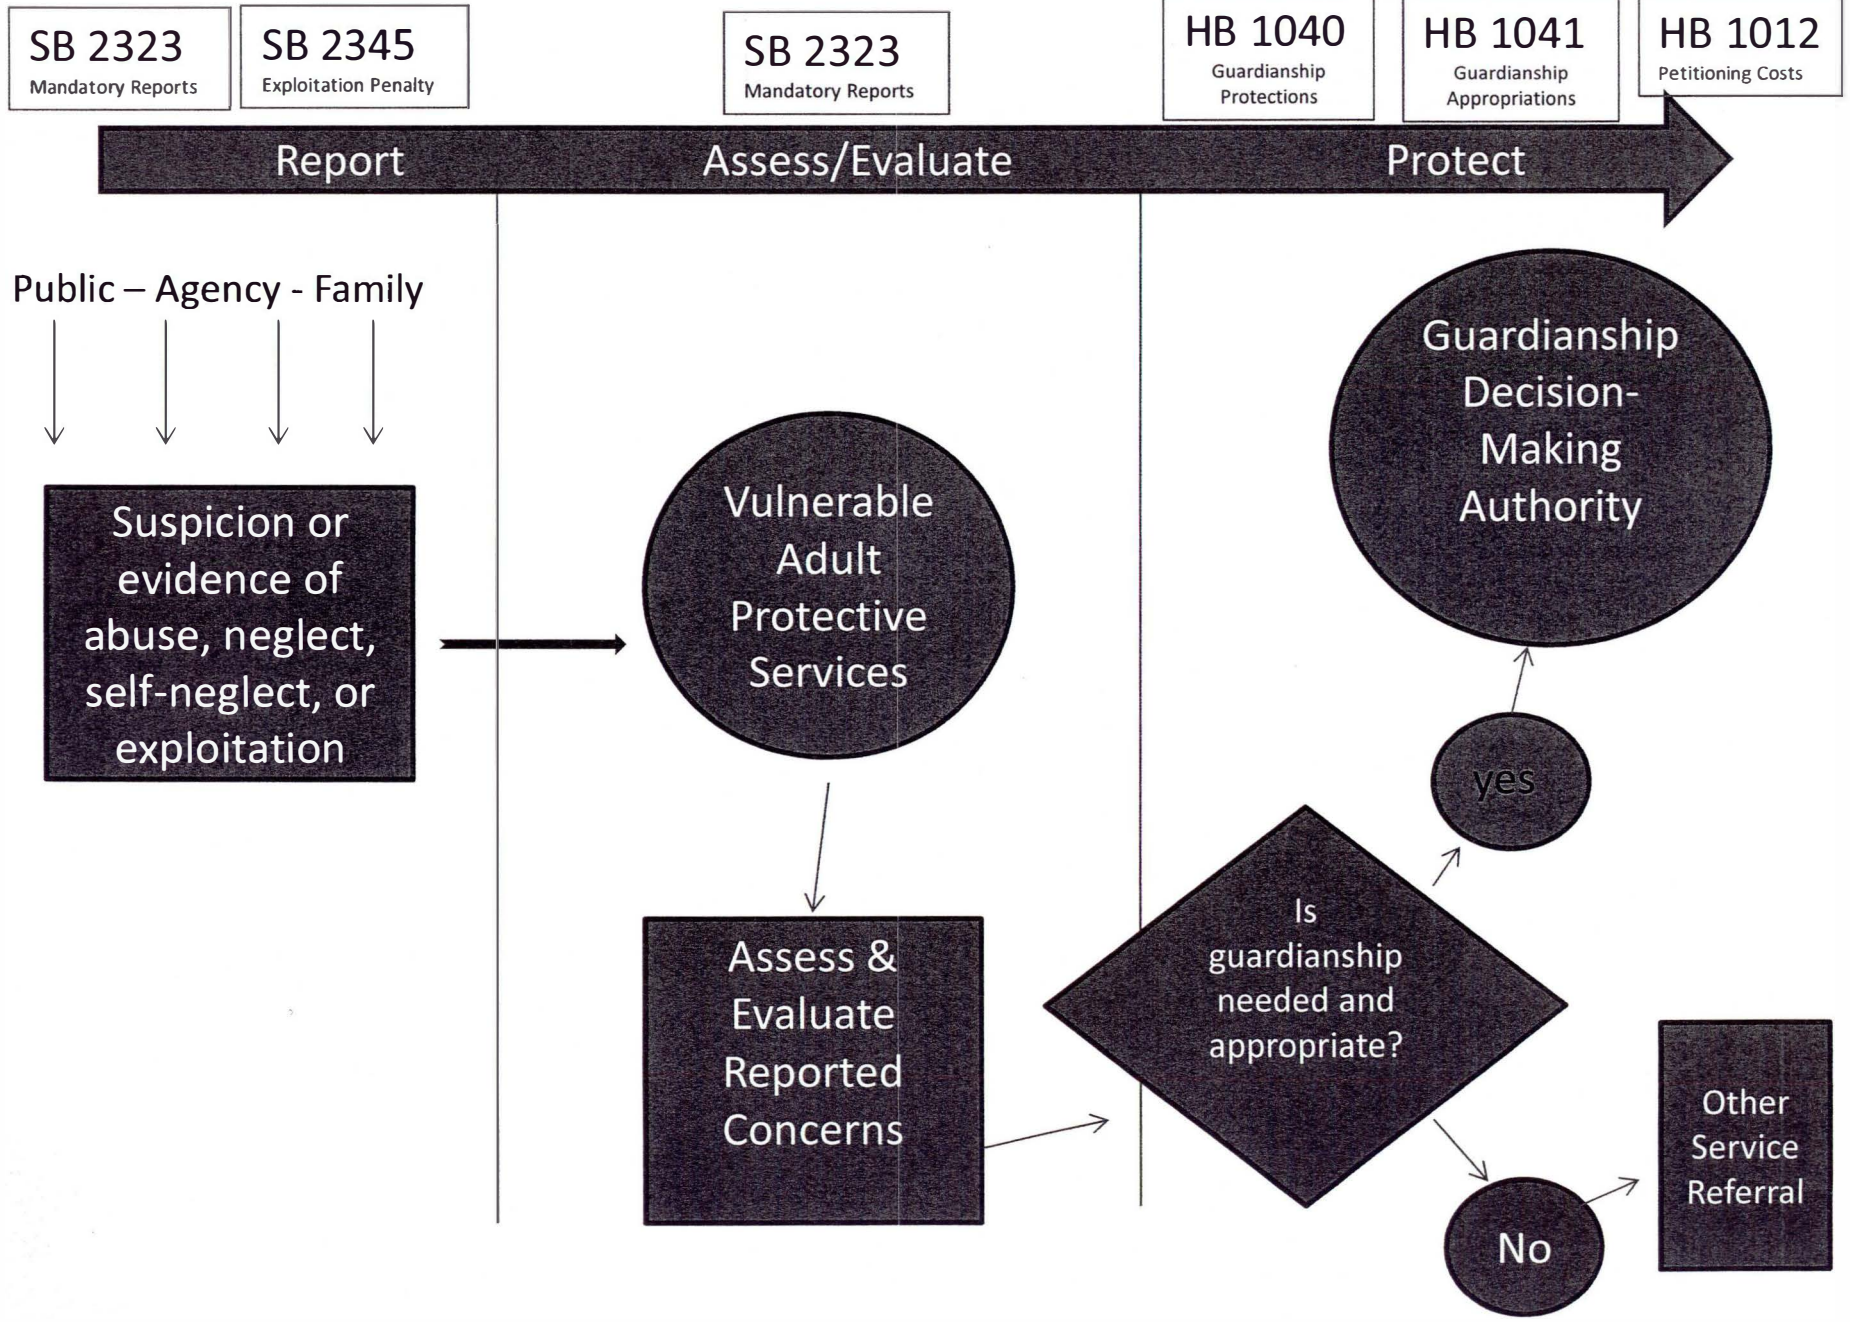 SB 2323
Mandatory Reports
SB 2345
Exploitation Penalty
SB 2323
Mandatory Reports
HB 1040
Guardianship
Protections
HB 1041
Guardianship
Appropriations
HB 1012
Petitioning Costs
Report
Assess/Evaluate
Protect
Public – Agency - Family
Suspicion or
evidence of
abuse, neglect,
self-neglect, or
exploitation
Vulnerable
Adult
Protective
Services
Assess &
Evaluate
Reported
Concerns
Is
guardianship
needed and
appropriate?
yes
Guardianship
Decision-
Making
Authority
No
Other
Service
Referral